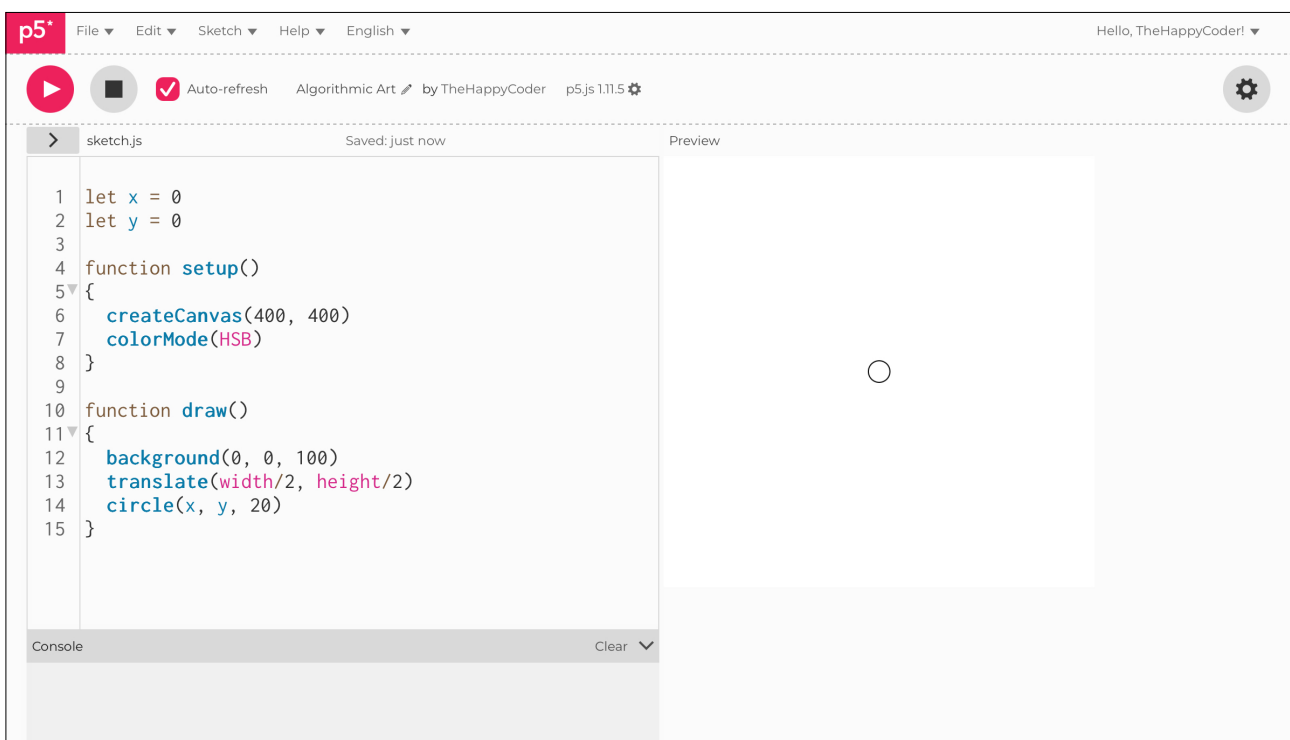 p5* File Edit Sketch Help English Hello, TheHappyCoder!
Auto-refresh Algorithmic Art by TheHappyCoder p5.js 1.11.5
sketch.js Saved: just now Preview
1 let x = 0
2 let y = 0
3
4 function setup()
5 {
6 createCanvas(400, 400)
7 colorMode(HSB)
8 }
9
10 function draw()
11 {
12 background(0, 0, 100)
13 translate(width/2, height/2)
14 circle(x, y, 20)
15 }
Console Clear